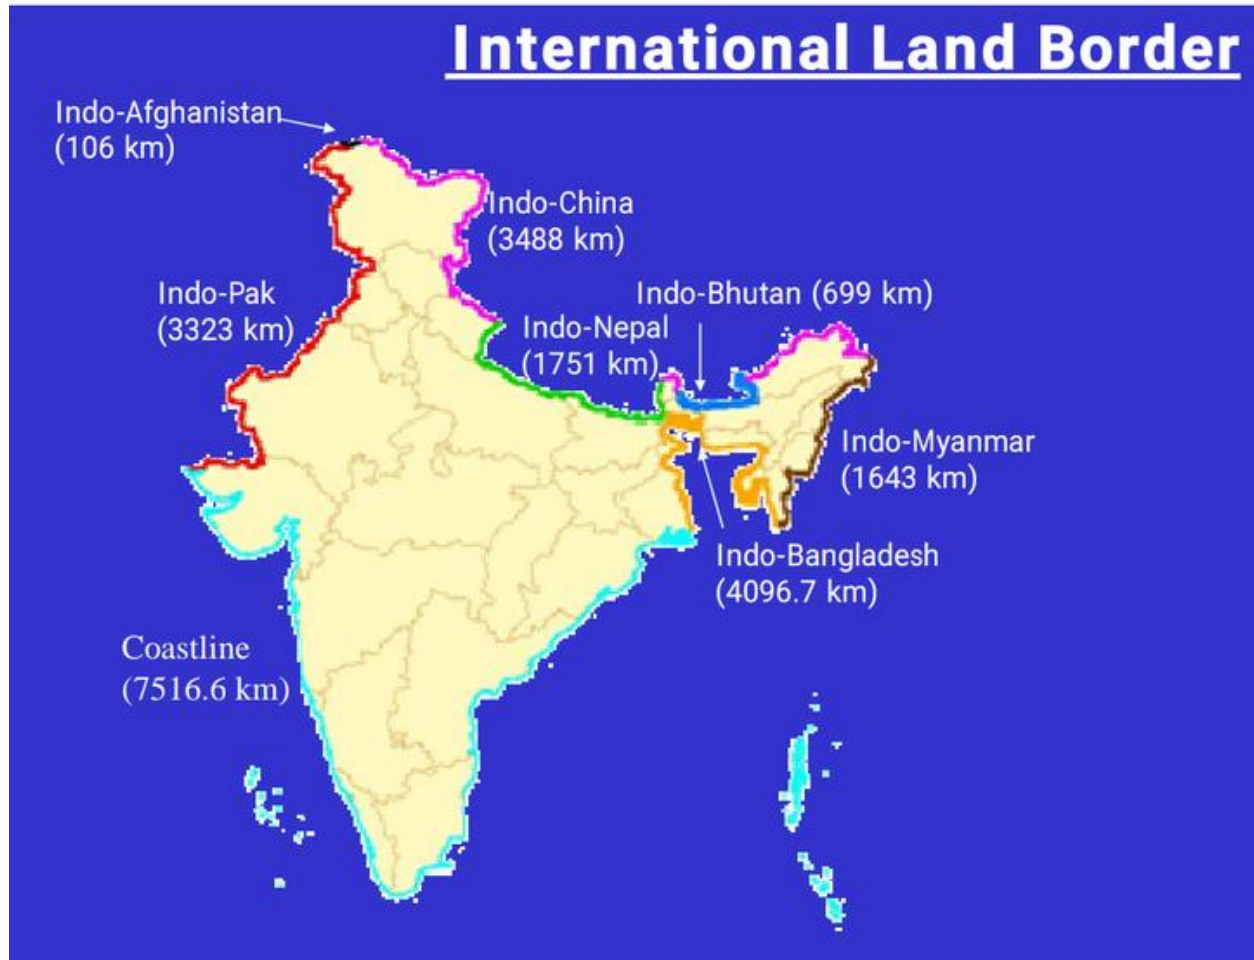 International Land Border
Indo-Afghanistan
(106 km)
Indo-China
(3488 km)
Indo-Pak
(3323 km)
Indo-Bhutan (699 km)
Indo-Nepal
(1751 km)
Indo-Myanmar
(1643 km)
Indo-Bangladesh
(4096.7 km)
Coastline
(7516.6 km)